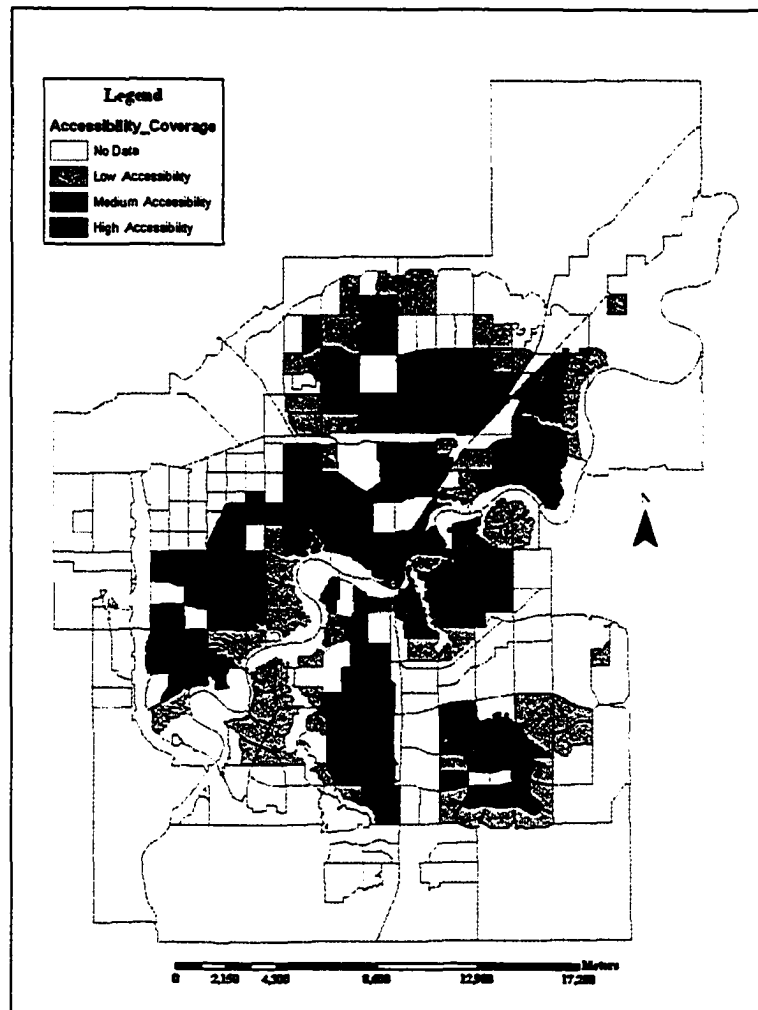 Legend
Accessibility_Coverage
No Data
Low Accessibility
Medium Accessibility
High Accessibility
N
Meters
0 2,150 4,300 8,600 12,900 17,200